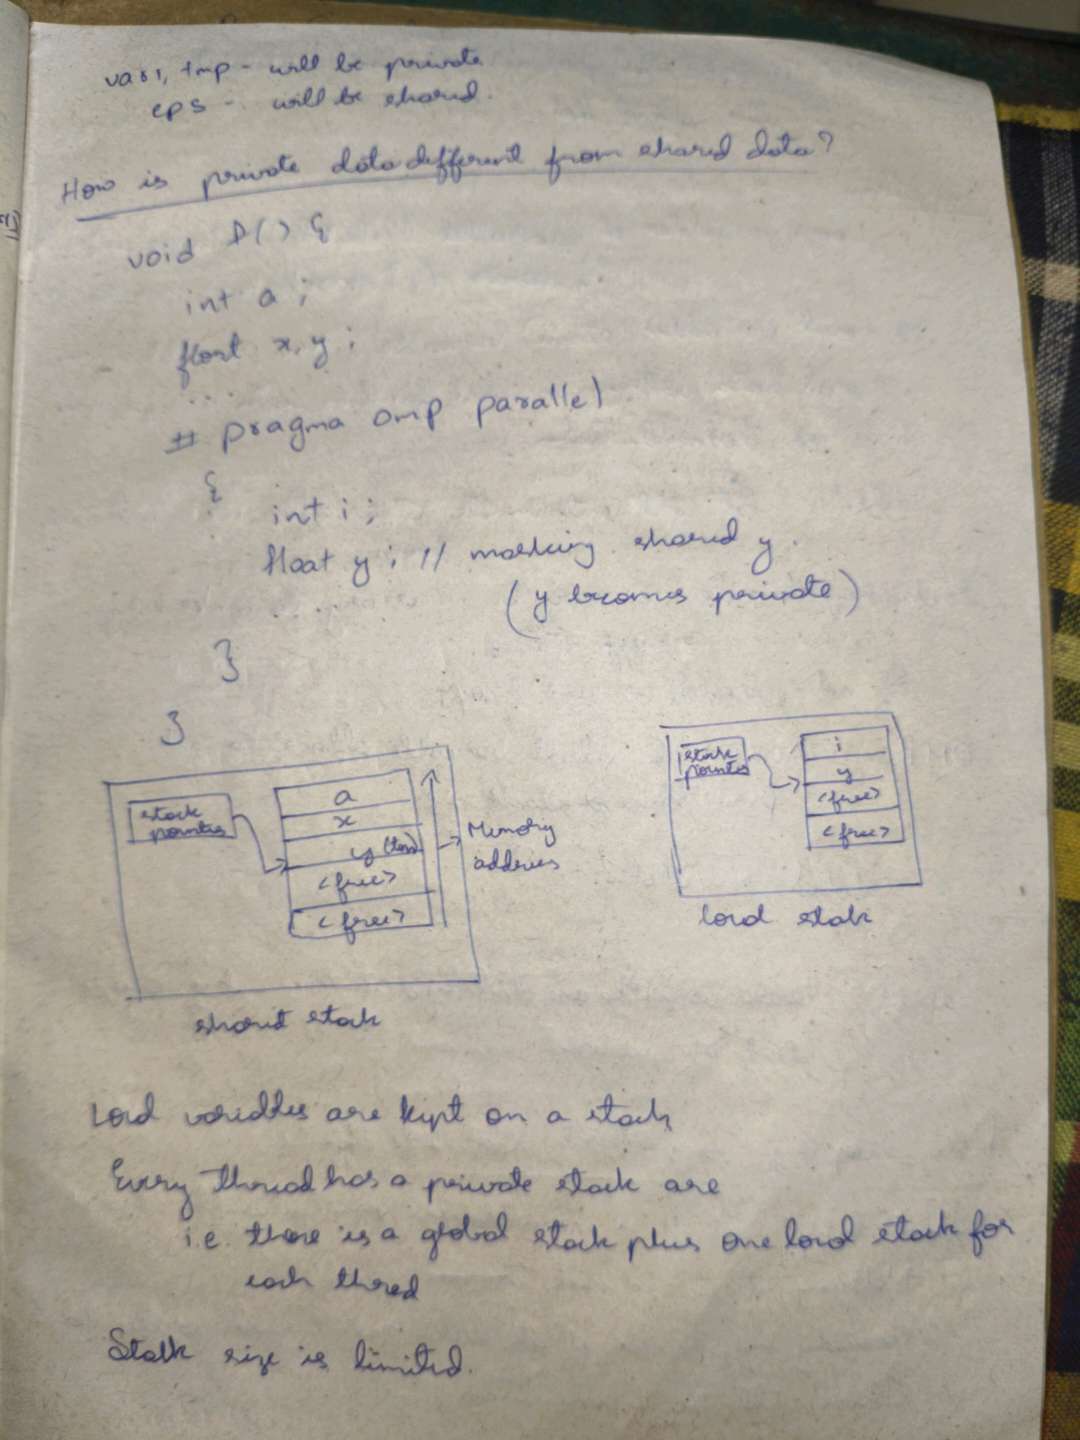 var1, tmp - will be private.
eps - will be shared.
How is private data different from shared data?
void f() {
int a ;
float x, y ;
...
# pragma omp parallel
{
int i ;
float y ; // masking shared y.
(y becomes private)
....
}
}
stack
pointer
a
x
y
<free>
<free>
Memory
address
shared stack
stack
pointer
i
y
<free>
<free>
local stack
Local variables are kept on a stack
Every thread has a private stack are
i.e. there is a global stack plus one local stack for
each thread
Stack size is limited.